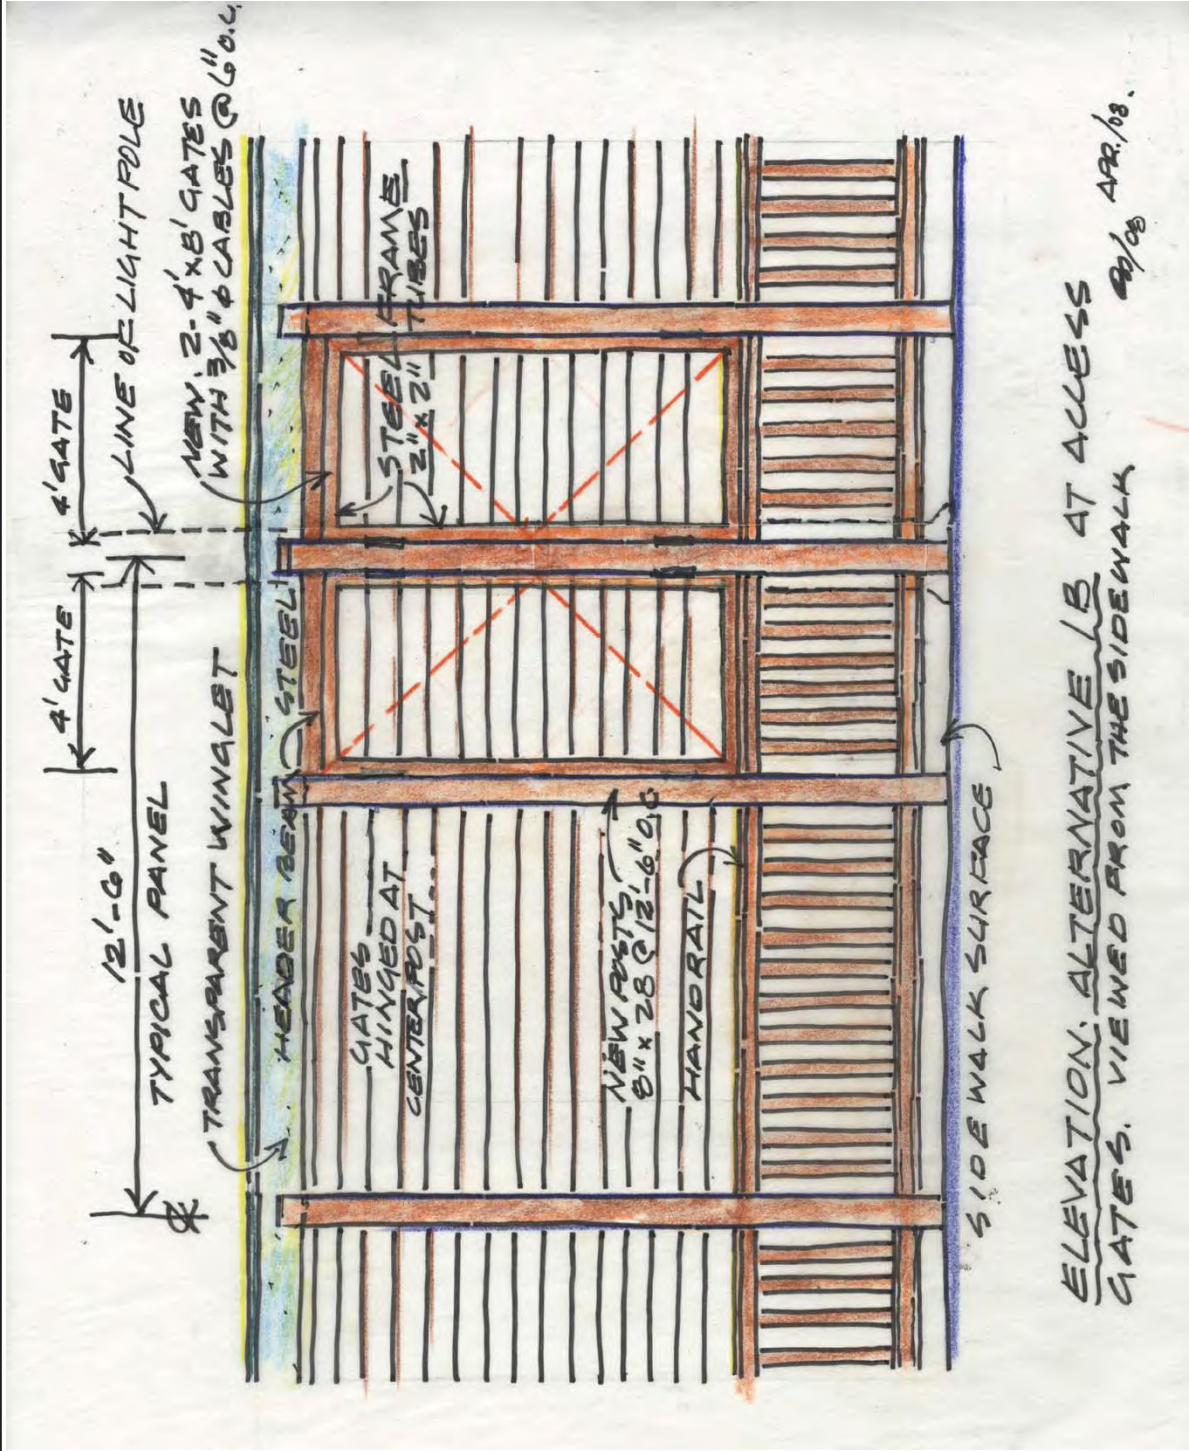 4' GATE
4' GATE
LINE OF LIGHT POLE
12'-6"
TYPICAL PANEL
NEW. 2-4' X 8' GATES
WITH 3/8" φ CABLES @ 6" O.C.
TRANSPARENT WINGLET
HEADER BEAM
STEEL
STEEL FRAME
2" X 2" TUBES
GATES
HINGED AT
CENTER POST
NEW POSTS
8" X 28 @ 12'-6" O.C
HANDRAIL
SIDEWALK SURFACE
ELEVATION. ALTERNATIVE 1B AT ACCESS
GATES. VIEWED FROM THE SIDEWALK
APR./08.